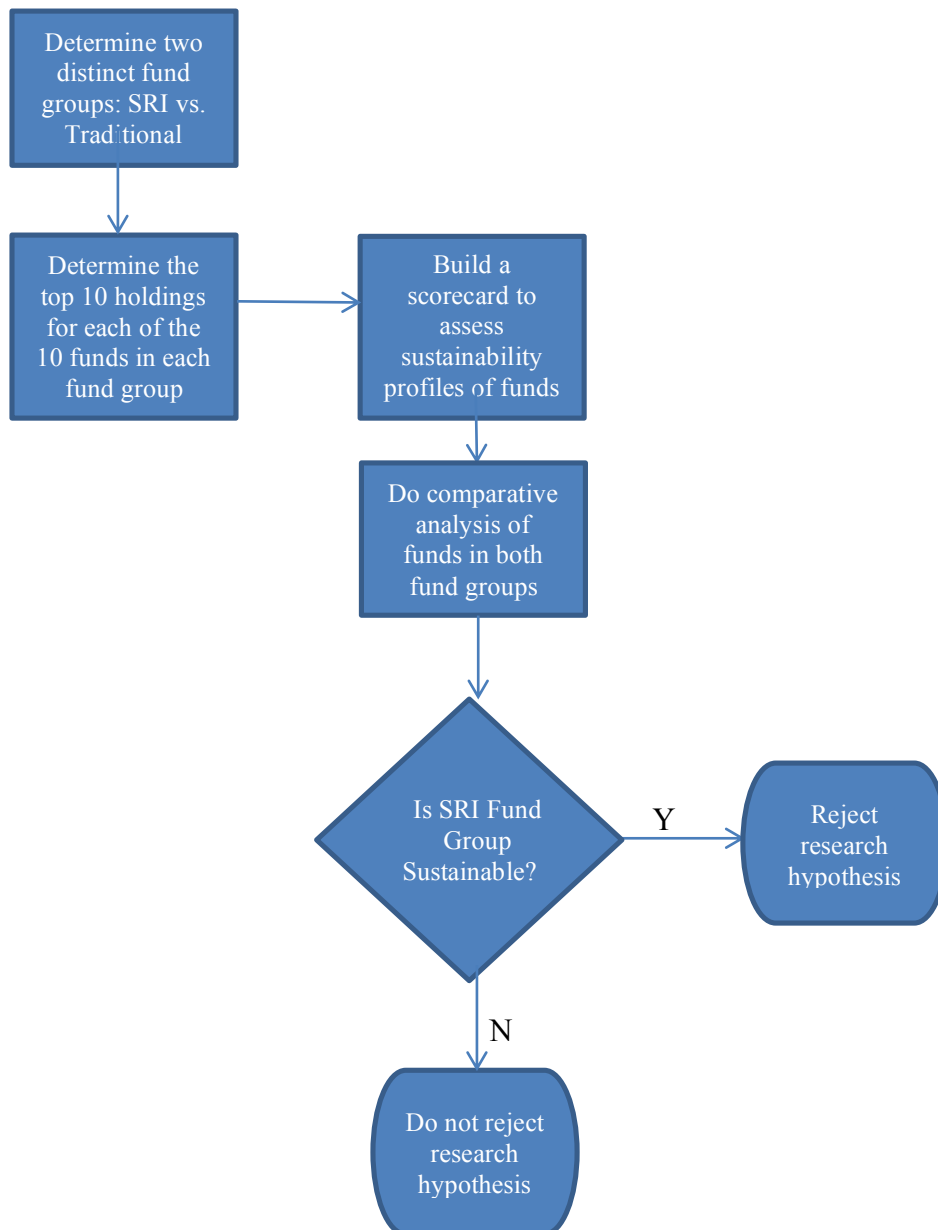 Determine two
distinct fund
groups: SRI vs.
Traditional
Determine the
top 10 holdings
for each of the
10 funds in each
fund group
Build a
scorecard to
assess
sustainability
profiles of funds
Do comparative
analysis of
funds in both
fund groups
Is SRI Fund
Group
Sustainable?
Y
Reject
research
hypothesis
N
Do not reject
research
hypothesis